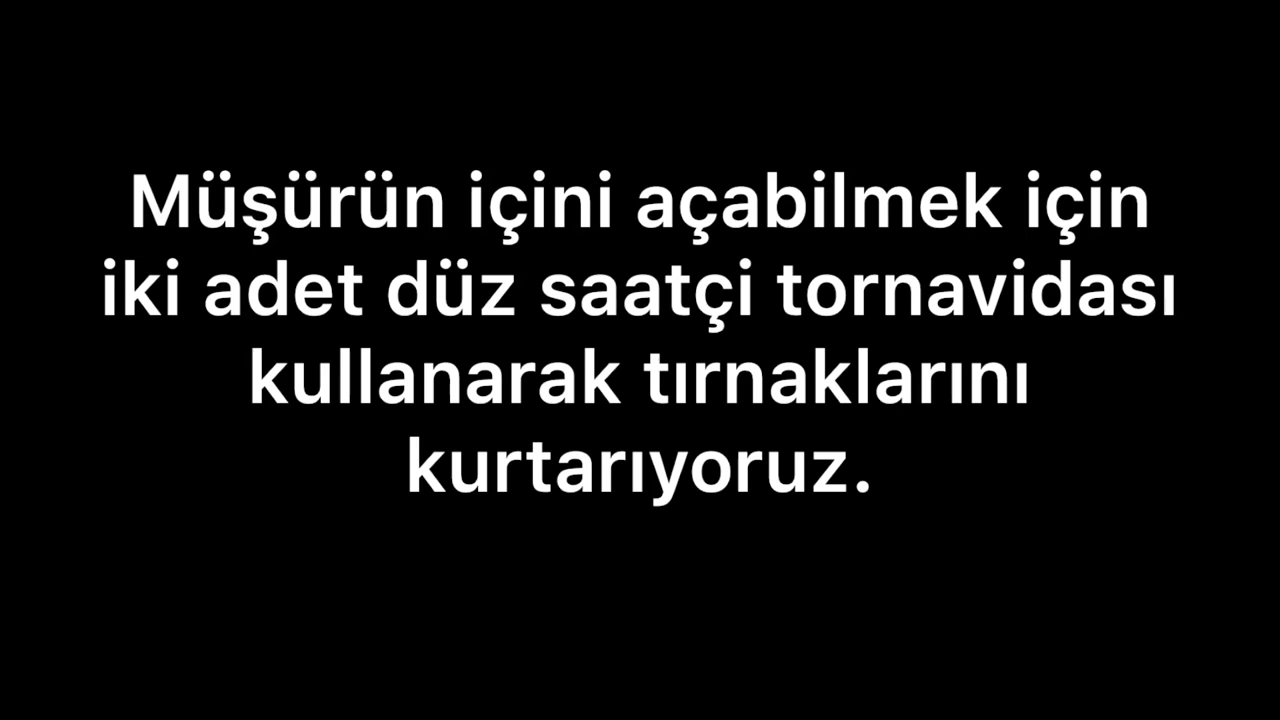 Müşürün içini açabilmek için
iki adet düz saatçi tornavidası
kullanarak tırnaklarını
kurtarıyoruz.